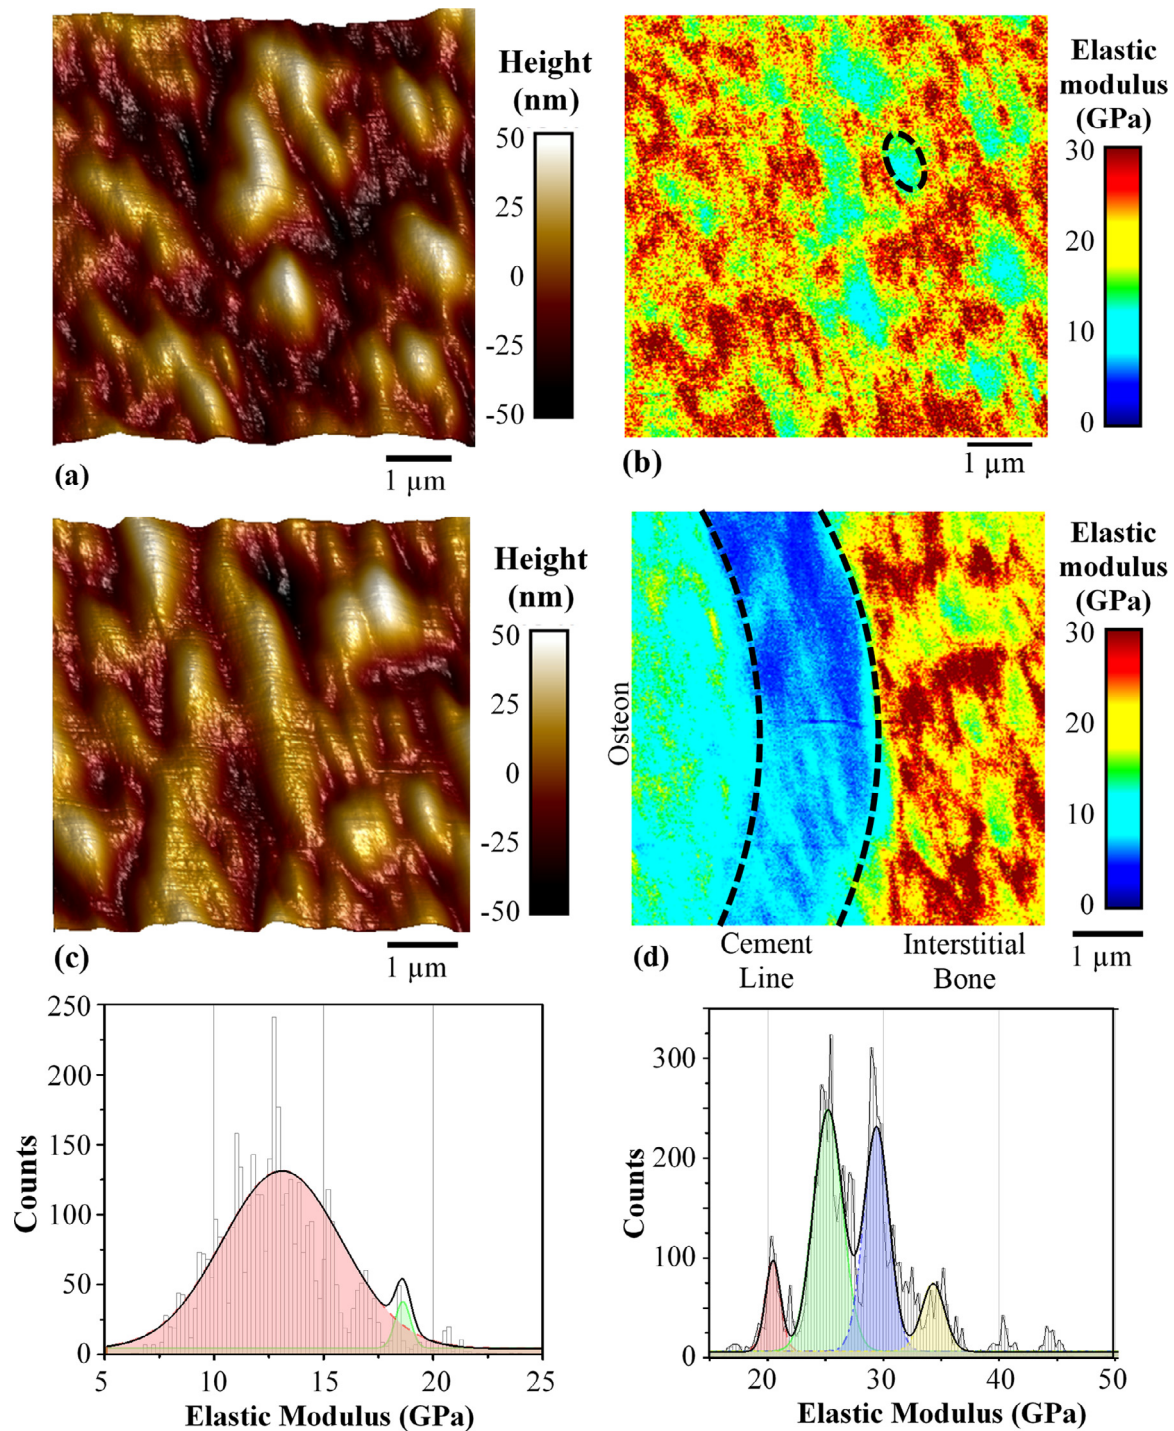 Height
(nm)
50
25
0
-25
-50
(a)
1 µm
Elastic
modulus
(GPa)
30
20
10
0
(b)
1 µm
Height
(nm)
50
25
0
-25
-50
(c)
1 µm
Elastic
modulus
(GPa)
30
20
10
0
Osteon
(d)
Cement
Line
Interstitial
Bone
1 µm
250
200
150
100
50
0
Counts
5
10
15
20
25
Elastic Modulus (GPa)
300
200
100
0
Counts
20
30
40
50
Elastic Modulus (GPa)